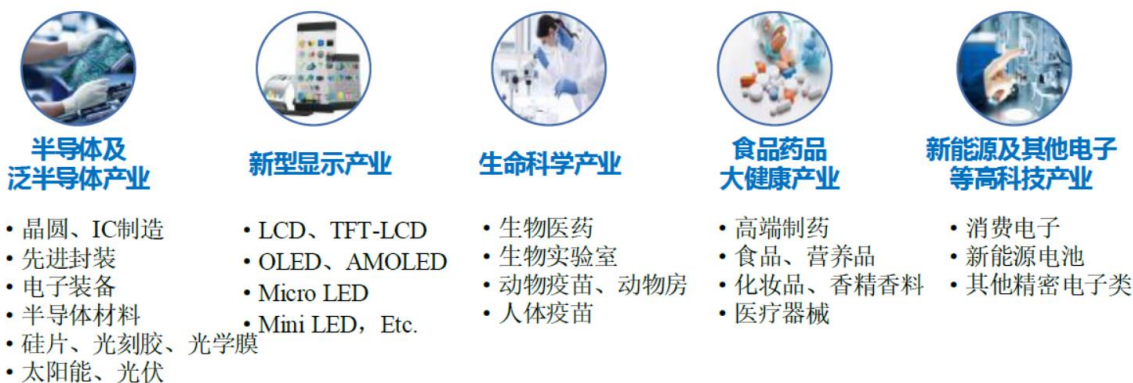 半导体及
泛半导体产业
• 晶圆、IC制造
• 先进封装
• 电子装备
• 半导体材料
• 硅片、光刻胶、光学膜
• 太阳能、光伏
新型显示产业
• LCD、TFT-LCD
• OLED、AMOLED
• Micro LED
• Mini LED，Etc.
生命科学产业
• 生物医药
• 生物实验室
• 动物疫苗、动物房
• 人体疫苗
食品药品
大健康产业
• 高端制药
• 食品、营养品
• 化妆品、香精香料
• 医疗器械
新能源及其他电子
等高科技产业
• 消费电子
• 新能源电池
• 其他精密电子类